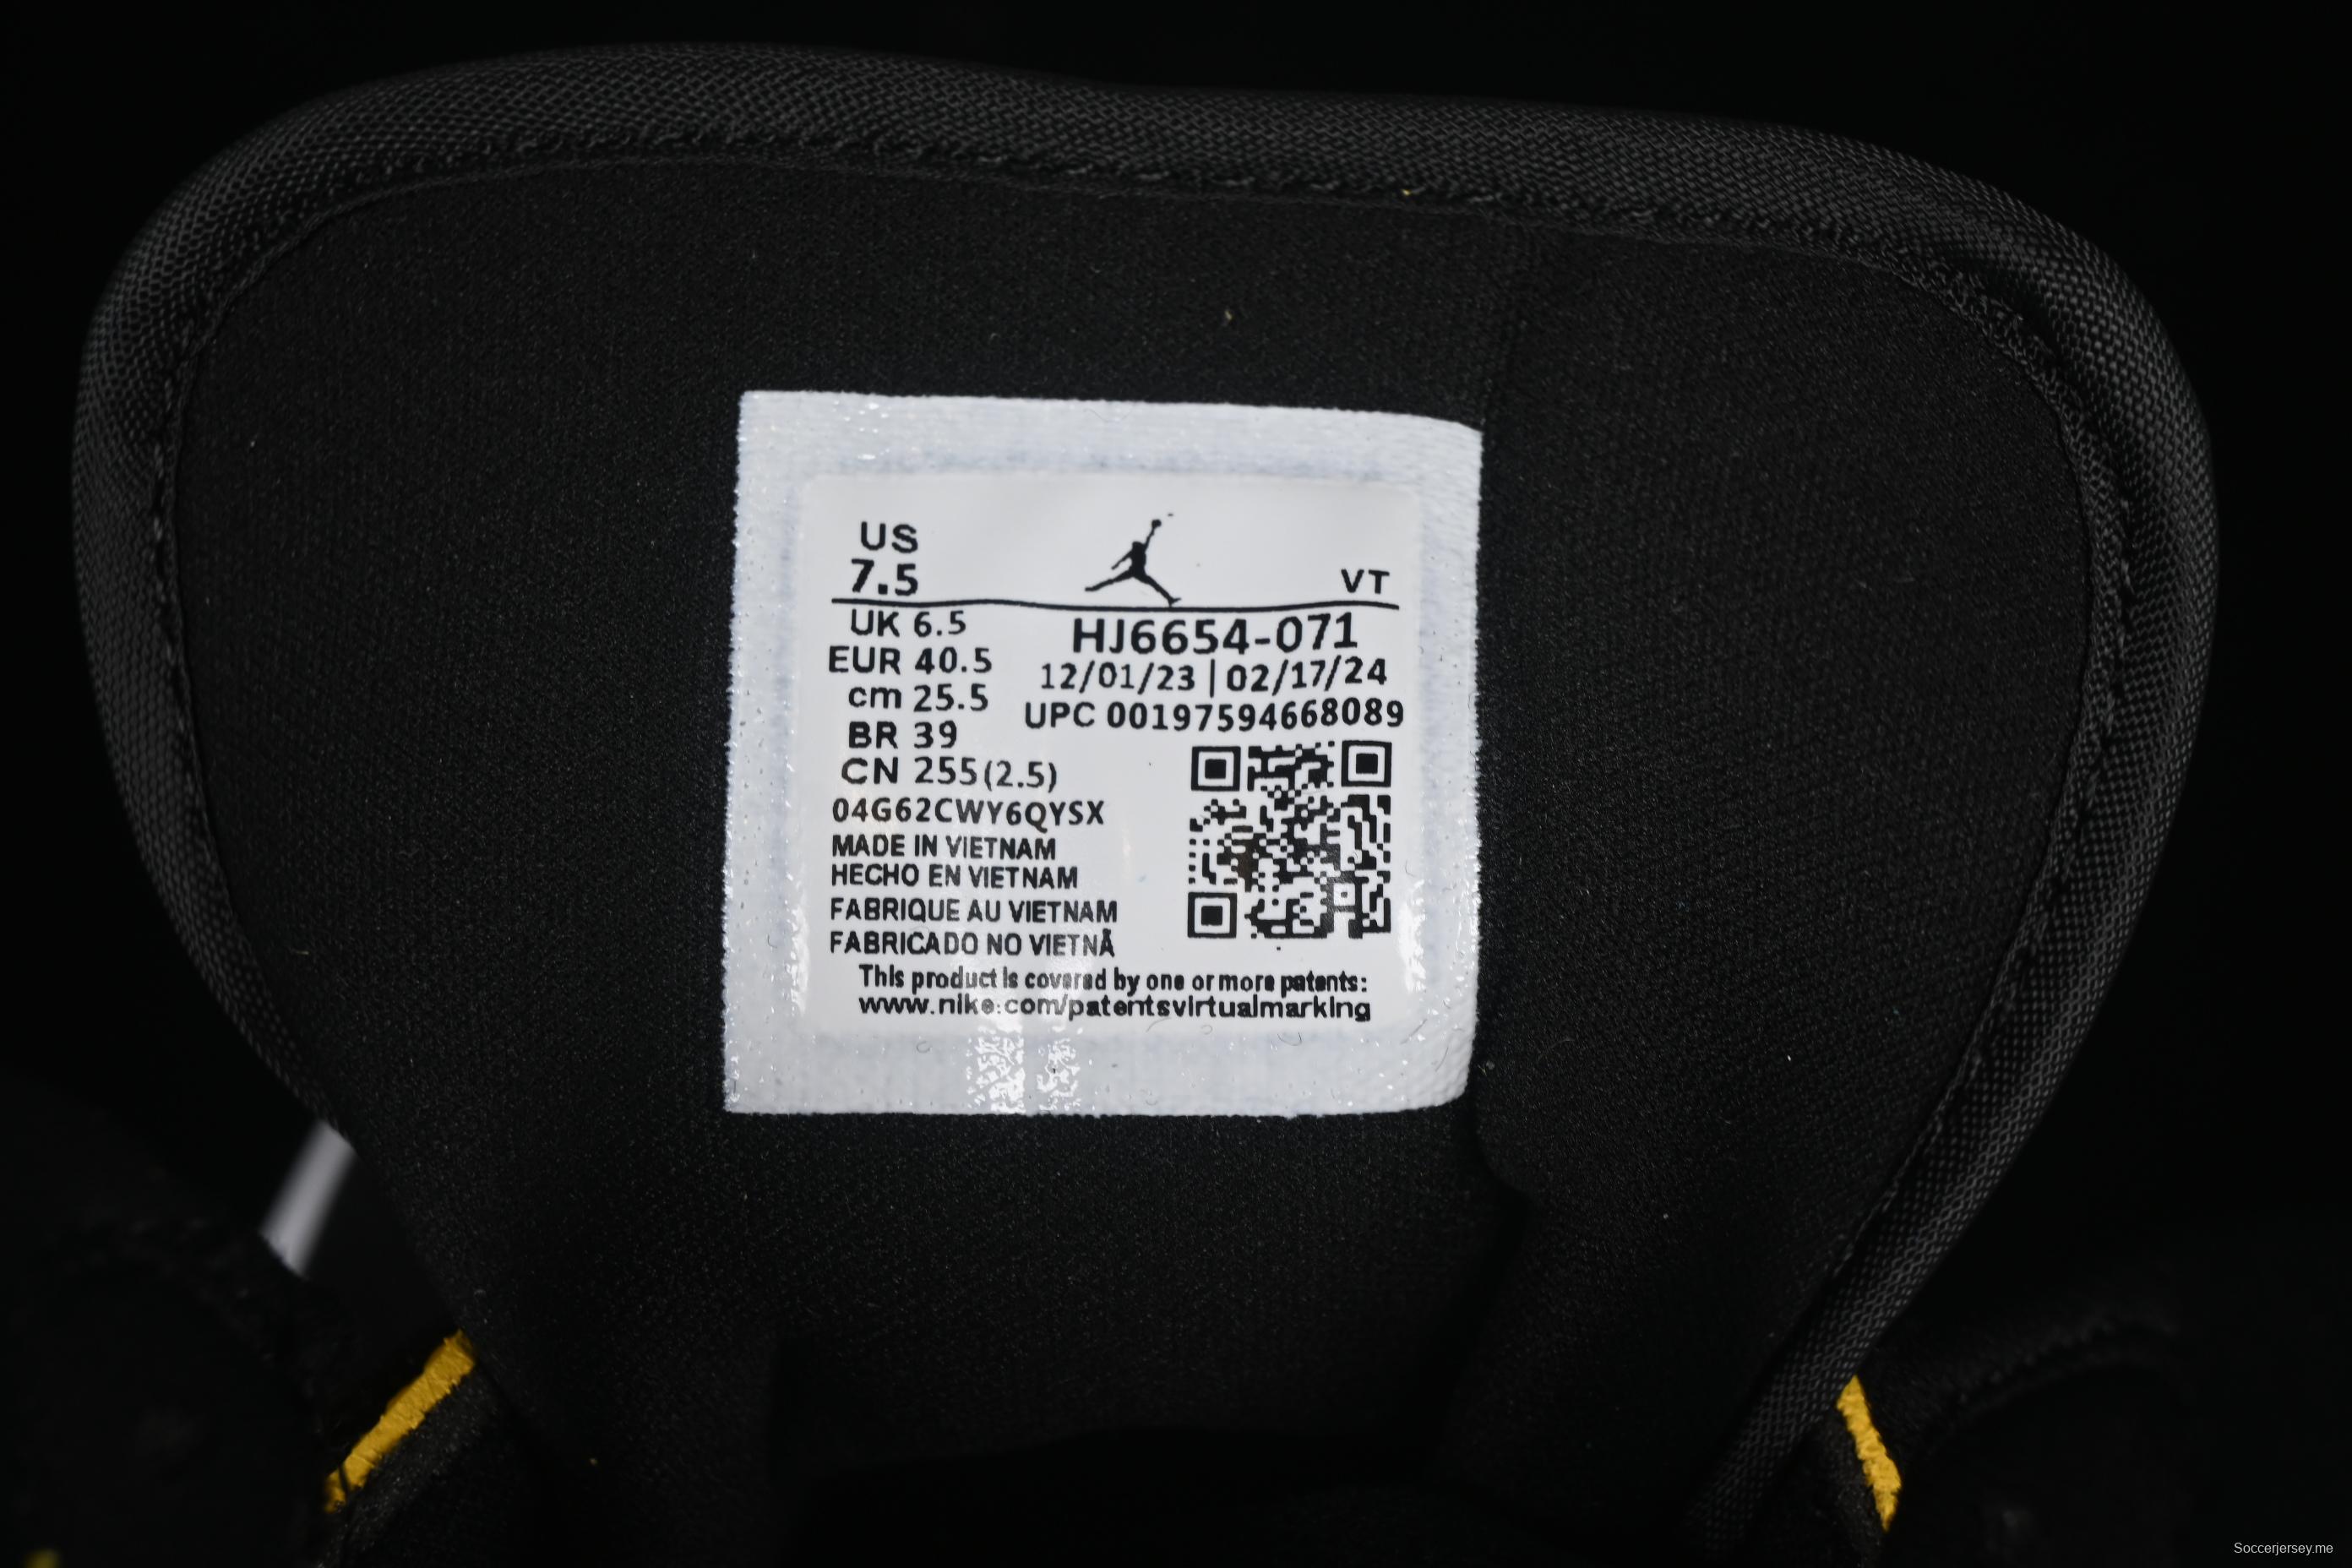 US
7.5
VT
UK 6.5
EUR 40.5
cm 25.5
BR 39
CN 255(2.5)
HJ6654-071
12/01/23 | 02/17/24
UPC 00197594668089
04G62CWY6QYSX
MADE IN VIETNAM
HECHO EN VIETNAM
FABRIQUE AU VIETNAM
FABRICADO NO VIETNÃ
This product is covered by one or more patents:
www.nike.com/patentsvirtualmarking
Soccerjersey.me